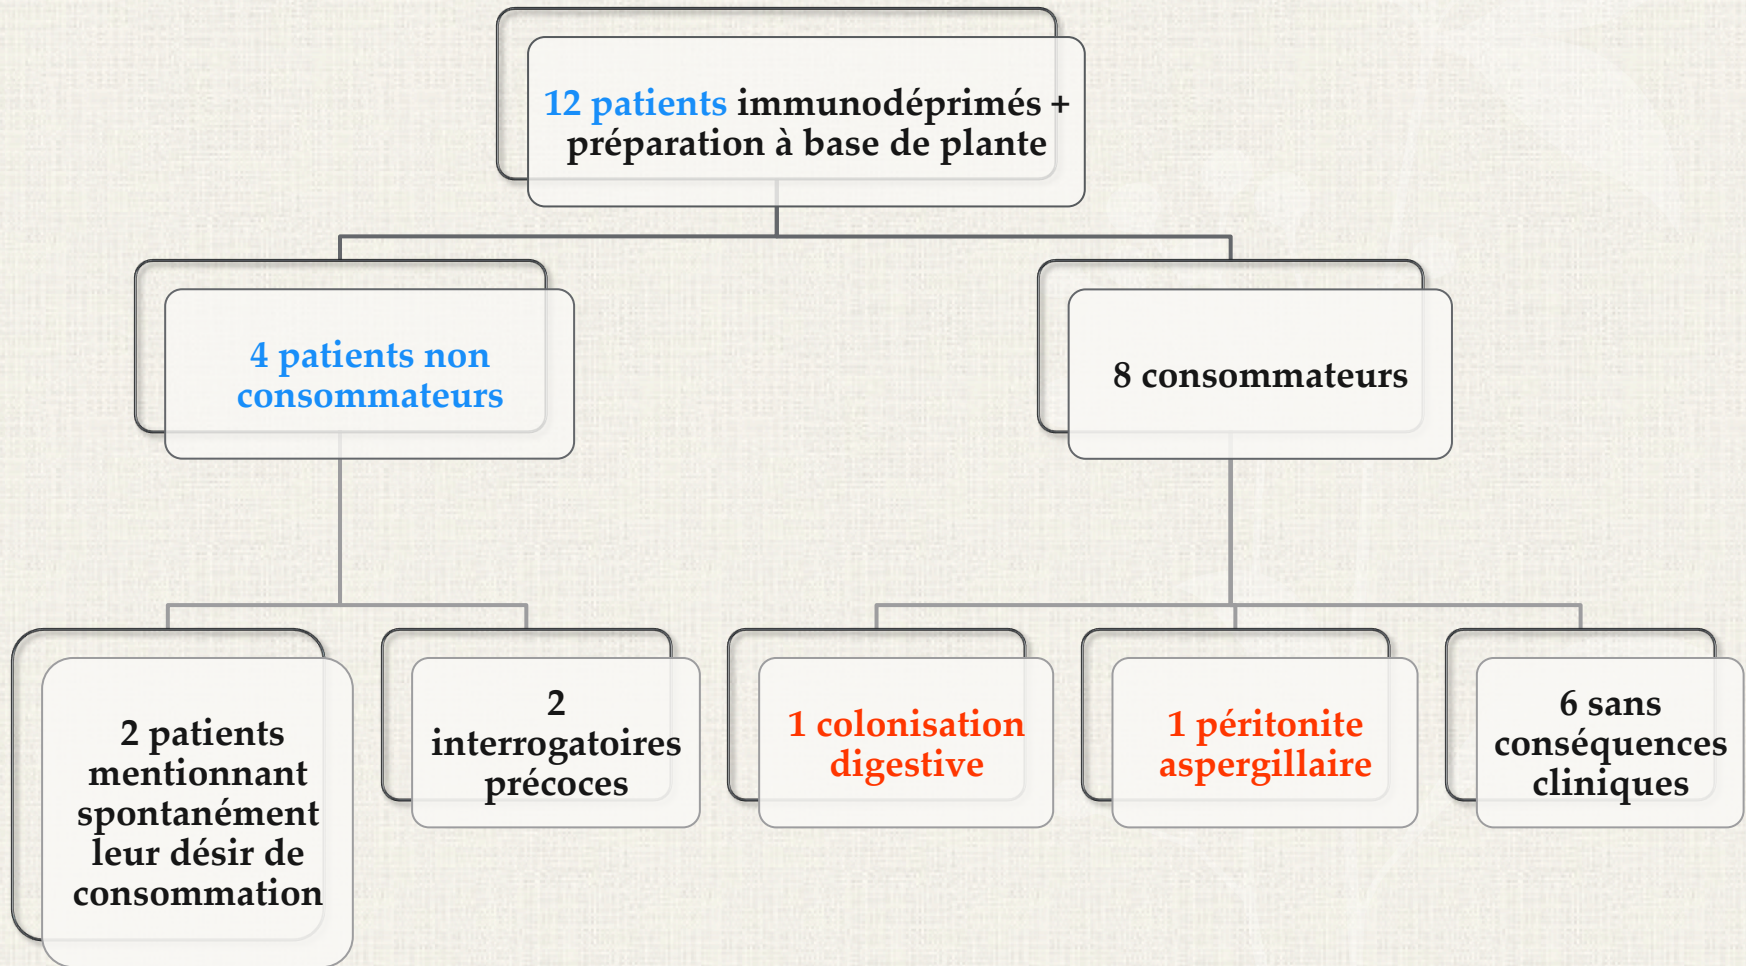 12 patients immunodéprimés +
préparation à base de plante
4 patients non
consommateurs
8 consommateurs
2 patients
mentionnant
spontanément
leur désir de
consommation
2
interrogatoires
précoces
1 colonisation
digestive
1 péritonite
aspergillaire
6 sans
conséquences
cliniques